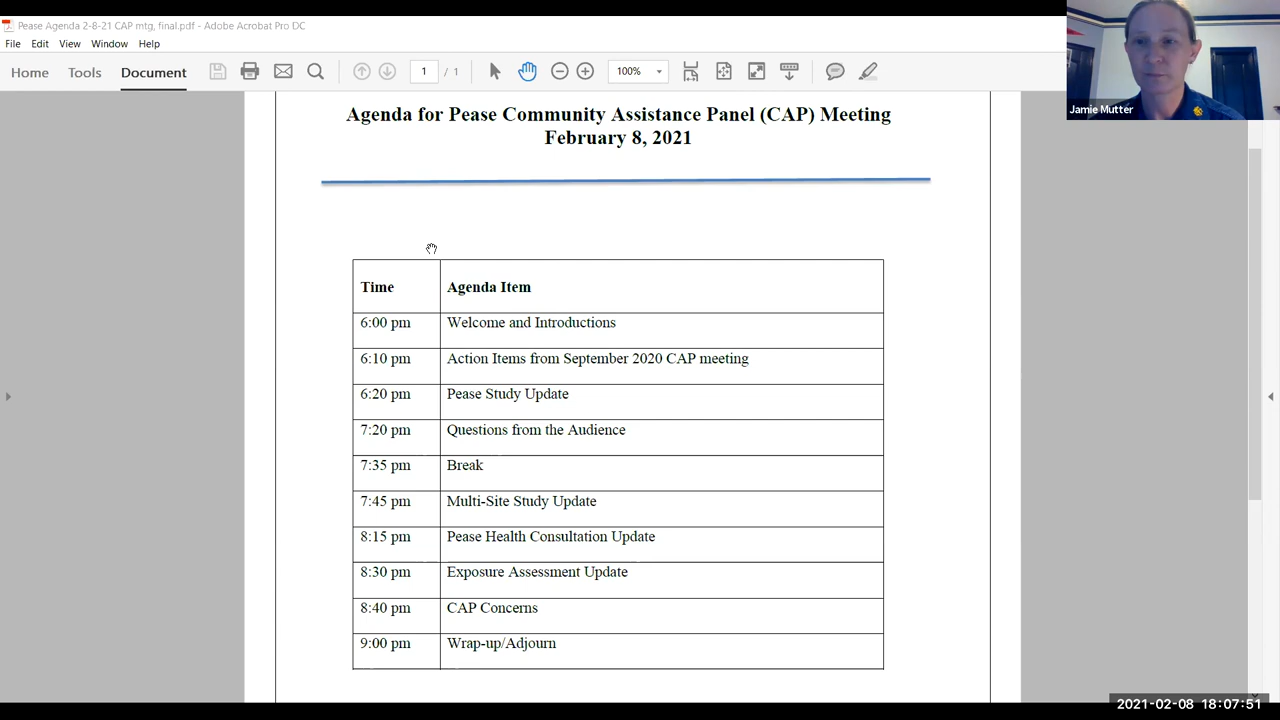 Pease Agenda 2-8-21 CAP mtg, final.pdf - Adobe Acrobat Pro DC
File Edit View Window Help
Home Tools Document 1 / 1 100%
Jamie Mutter
Agenda for Pease Community Assistance Panel (CAP) Meeting
February 8, 2021
Time Agenda Item
6:00 pm Welcome and Introductions
6:10 pm Action Items from September 2020 CAP meeting
6:20 pm Pease Study Update
7:20 pm Questions from the Audience
7:35 pm Break
7:45 pm Multi-Site Study Update
8:15 pm Pease Health Consultation Update
8:30 pm Exposure Assessment Update
8:40 pm CAP Concerns
9:00 pm Wrap-up/Adjourn
2021-02-08 18:07:51